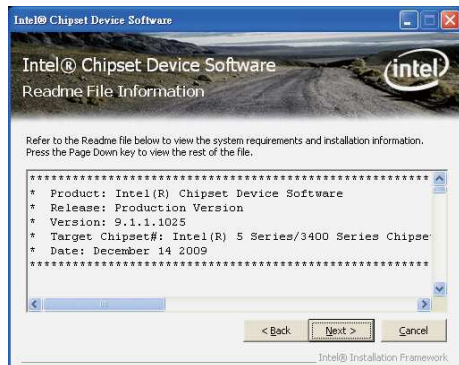 Intel® Chipset Device Software
Intel® Chipset Device Software
intel
Readme File Information
Refer to the Readme file below to view the system requirements and installation information.
Press the Page Down key to view the rest of the file.
************************************************************
*  Product: Intel(R) Chipset Device Software
*  Release: Production Version
*  Version: 9.1.1.1025
*  Target Chipset#: Intel(R) 5 Series/3400 Series Chipse
*  Date: December 14 2009
************************************************************
< Back
Next >
Cancel
Intel® Installation Framework